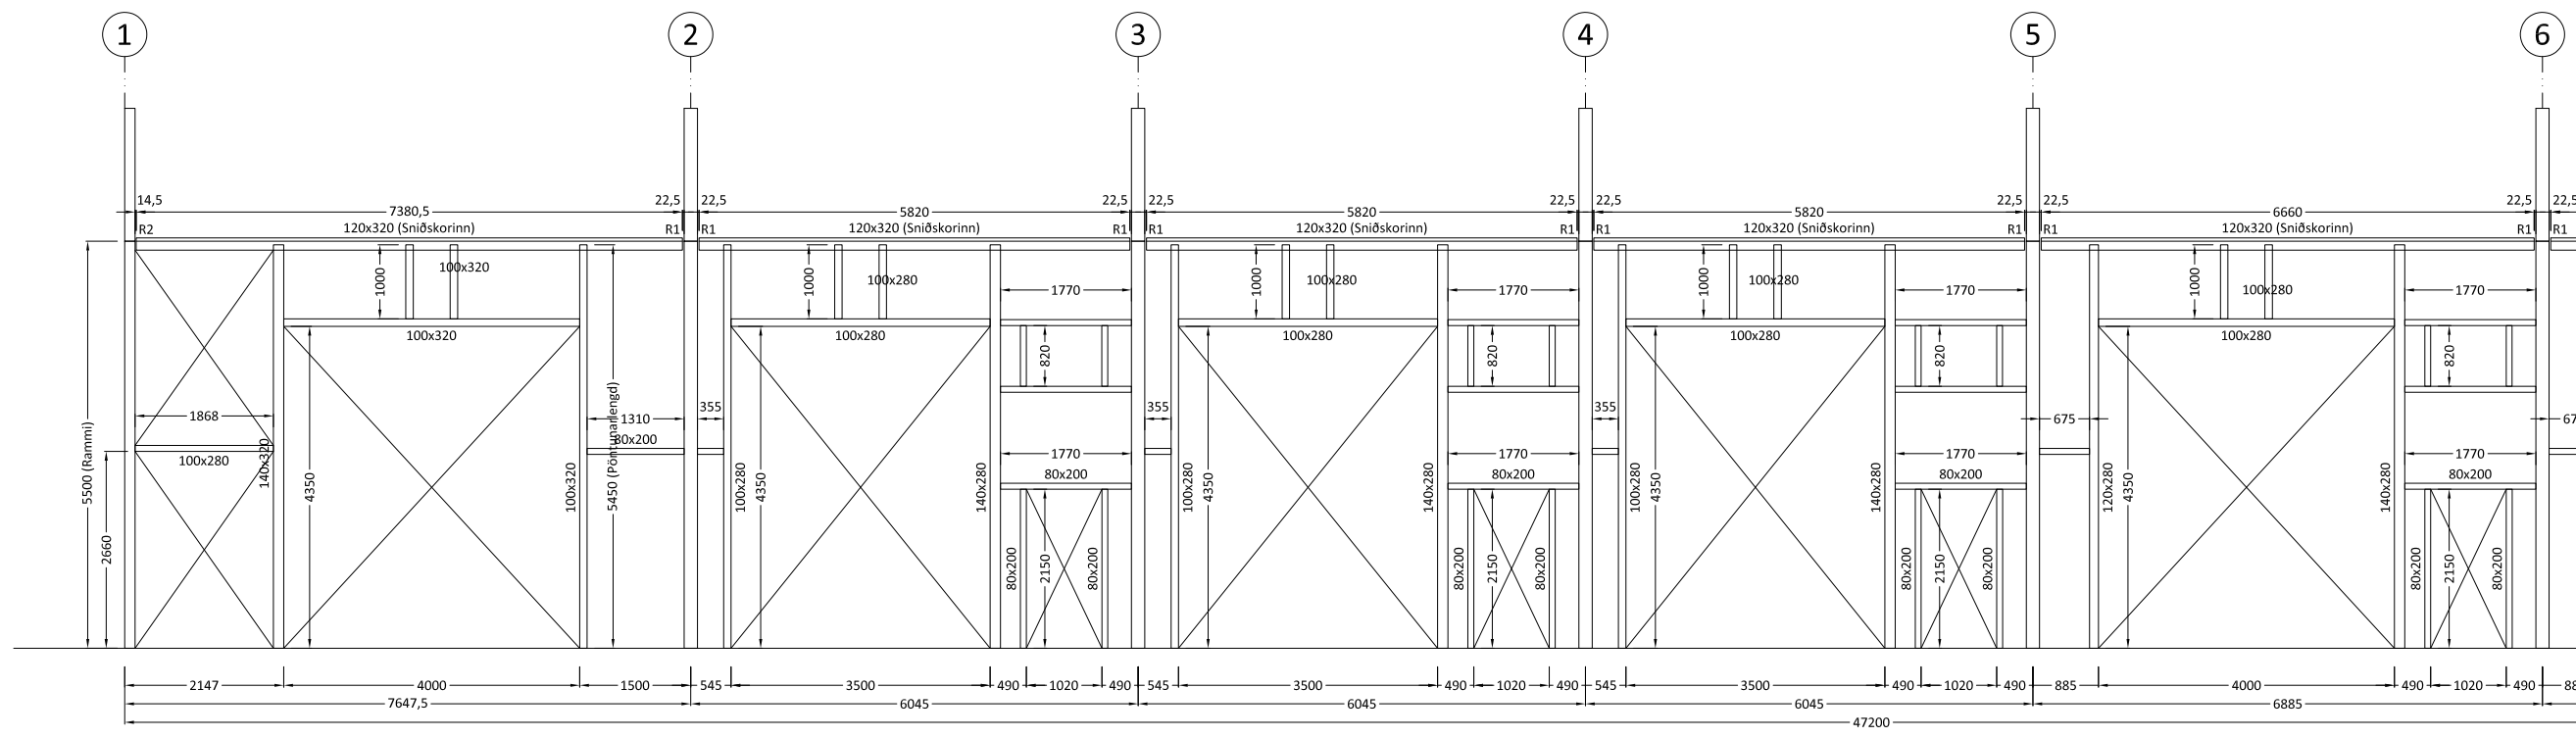 1 2 3 4 5 6
14,5 7380,5 22,5 22,5 5820 22,5 22,5 5820 22,5 22,5 5820 22,5 22,5 6660 22,5 22,5
R2 120x320 (Sniðskorinn) R1 R1 120x320 (Sniðskorinn) R1 R1 120x320 (Sniðskorinn) R1 R1 120x320 (Sniðskorinn) R1 R1 120x320 (Sniðskorinn) R1 R1
1000 100x320 1000 100x280 1000 100x280 1000 100x280 1000 100x280
1770 1770 1770 1770
100x320 100x280 100x280 100x280 100x280
820 820 820 820
1868 1310 355 355 355 675 67
100x280 80x200
1770 1770 1770 1770
80x200 80x200 80x200 80x200
5500 (Rammi) 2660 140x320 4350 100x320 5450 (Pöntunarlengd)
100x280 4350 140x280 100x280 4350 140x280 100x280 4350 140x280 120x280 4350 140x280
80x200 2150 80x200 80x200 2150 80x200 80x200 2150 80x200 80x200 2150 80x200
2147 4000 1500 545 3500 490 1020 490 545 3500 490 1020 490 545 3500 490 1020 490 885 4000 490 1020 490 88
7647,5 6045 6045 6045 6885
47200